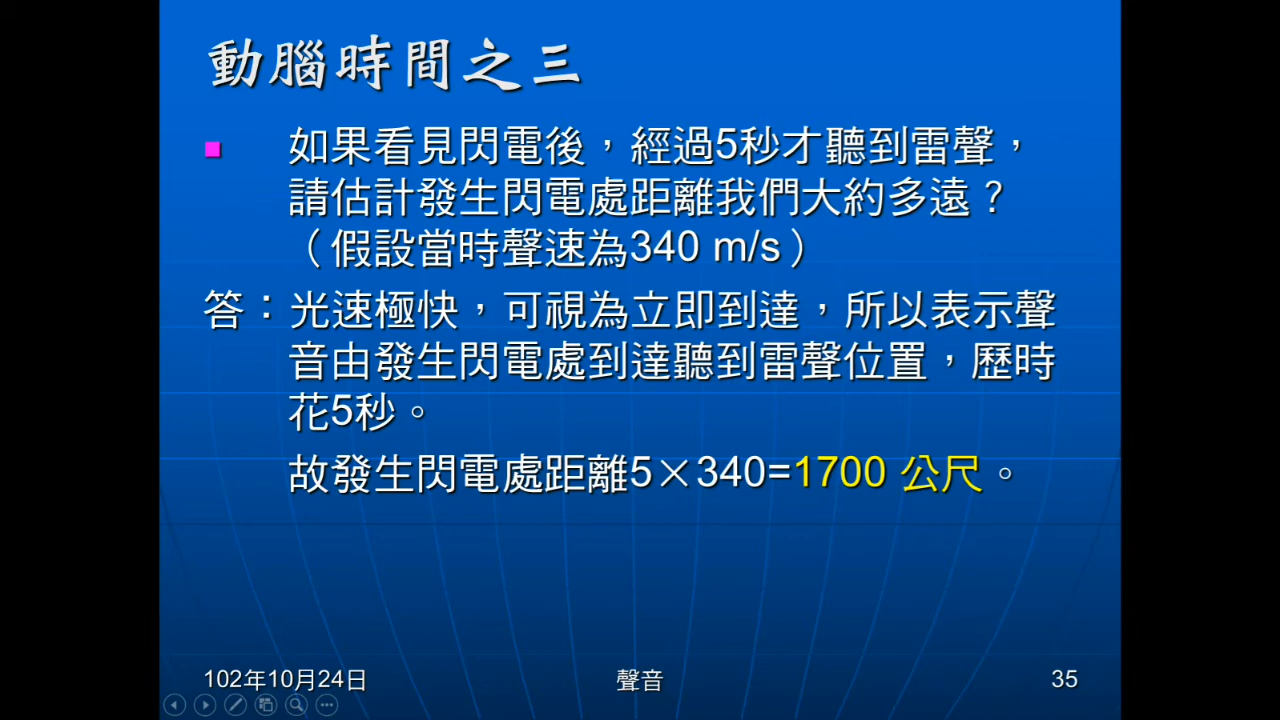 動腦時間之三
如果看見閃電後，經過5秒才聽到雷聲，
請估計發生閃電處距離我們大約多遠？
（假設當時聲速為340 m/s）
答：光速極快，可視為立即到達，所以表示聲
音由發生閃電處到達聽到雷聲位置，歷時
花5秒。
故發生閃電處距離5×340=1700 公尺。
102年10月24日
聲音
35